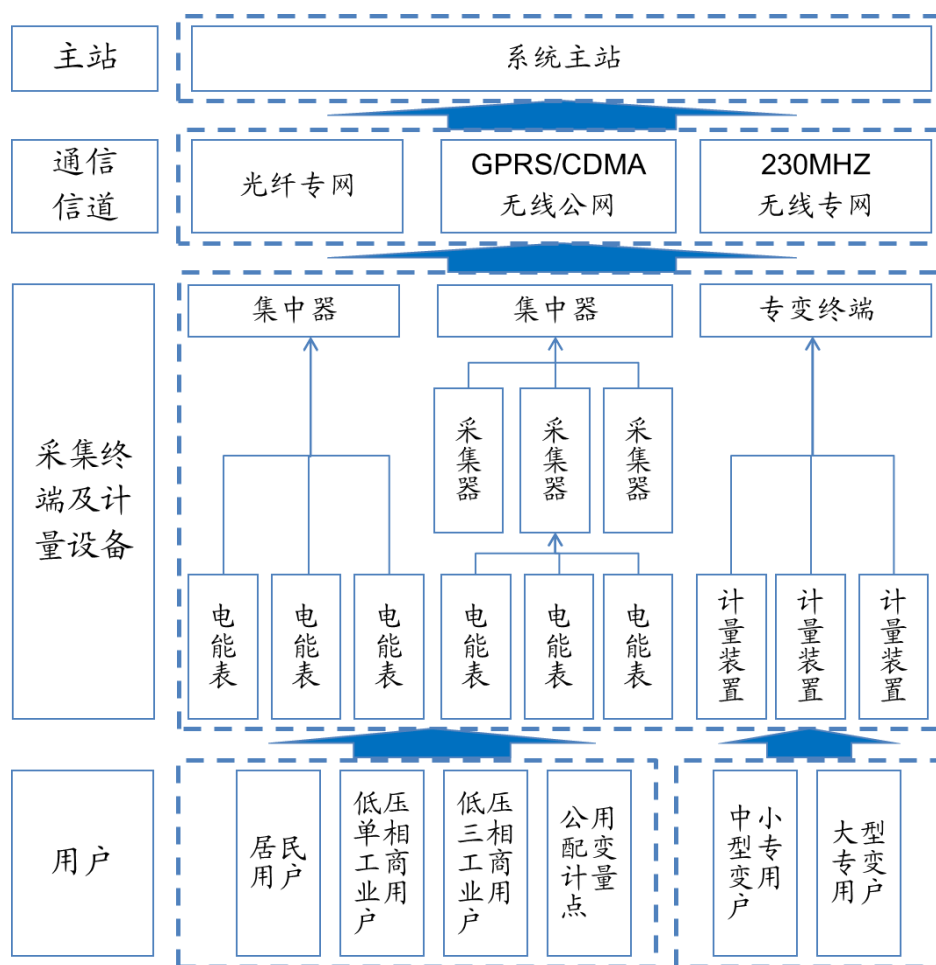 主站
系统主站
通信
信道
光纤专网
GPRS/CDMA
无线公网
230MHZ
无线专网
采集终
端及计
量设备
集中器
集中器
专变终端
采集器
采集器
采集器
电能表
电能表
电能表
电能表
电能表
电能表
计量装置
计量装置
计量装置
用户
居民
用户
低压
单相
工商
业用
户
低压
三相
工商
业用
户
公用
配变
计量
点
中小
型专
变用
户
大型
专变
用户